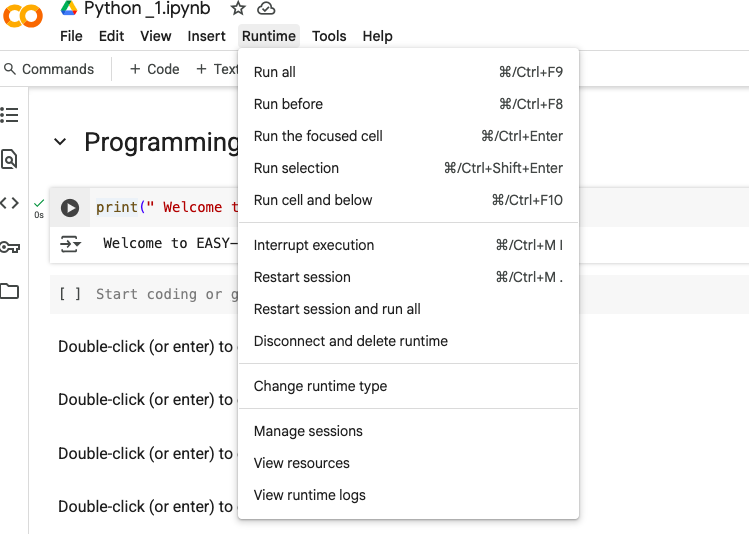 Python _1.ipynb
File Edit View Insert Runtime Tools Help
Commands + Code + Text
Run all ⌘/Ctrl+F9
Run before ⌘/Ctrl+F8
Run the focused cell ⌘/Ctrl+Enter
Run selection ⌘/Ctrl+Shift+Enter
Run cell and below ⌘/Ctrl+F10
Interrupt execution ⌘/Ctrl+M I
Restart session ⌘/Ctrl+M .
Restart session and run all
Disconnect and delete runtime
Change runtime type
Manage sessions
View resources
View runtime logs
Programming
0s
print(" Welcome t
Welcome to EASY-
[ ] Start coding or g
Double-click (or enter) to
Double-click (or enter) to
Double-click (or enter) to
Double-click (or enter) to